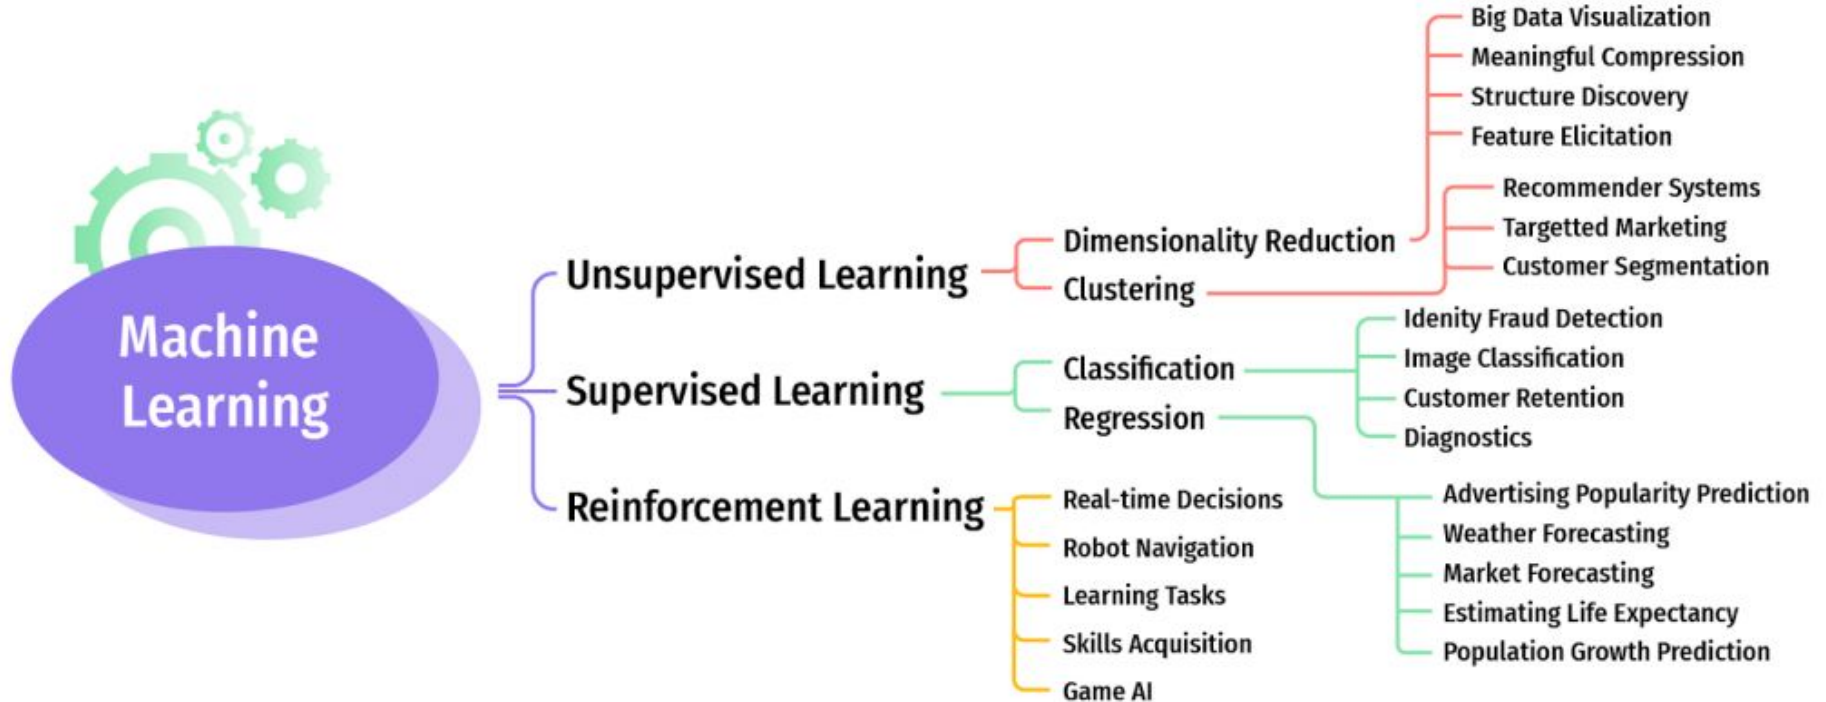 Machine
Learning
Unsupervised Learning
Dimensionality Reduction
Big Data Visualization
Meaningful Compression
Structure Discovery
Feature Elicitation
Clustering
Recommender Systems
Targetted Marketing
Customer Segmentation
Supervised Learning
Classification
Idenity Fraud Detection
Image Classification
Customer Retention
Diagnostics
Regression
Advertising Popularity Prediction
Weather Forecasting
Market Forecasting
Estimating Life Expectancy
Population Growth Prediction
Reinforcement Learning
Real-time Decisions
Robot Navigation
Learning Tasks
Skills Acquisition
Game AI